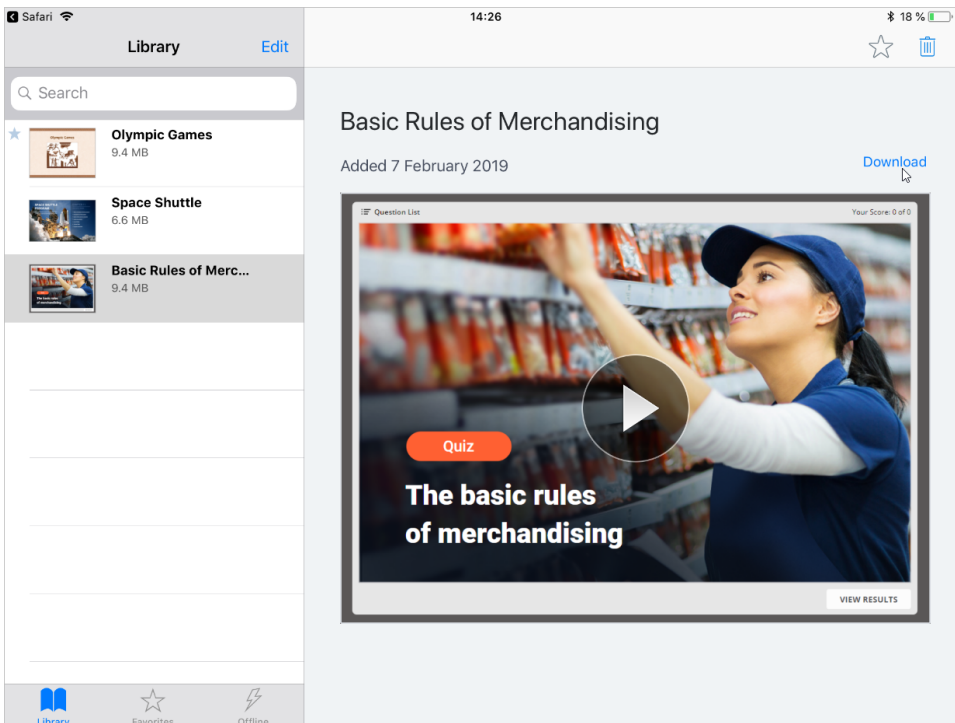 Safari
14:26
18 %
Library
Edit
Search
Olympic Games
9.4 MB
Space Shuttle
6.6 MB
Basic Rules of Merc...
9.4 MB
Library
Favorites
Offline
Basic Rules of Merchandising
Added 7 February 2019
Download
Question List
Your Score: 0 of 0
Quiz
The basic rules
of merchandising
VIEW RESULTS